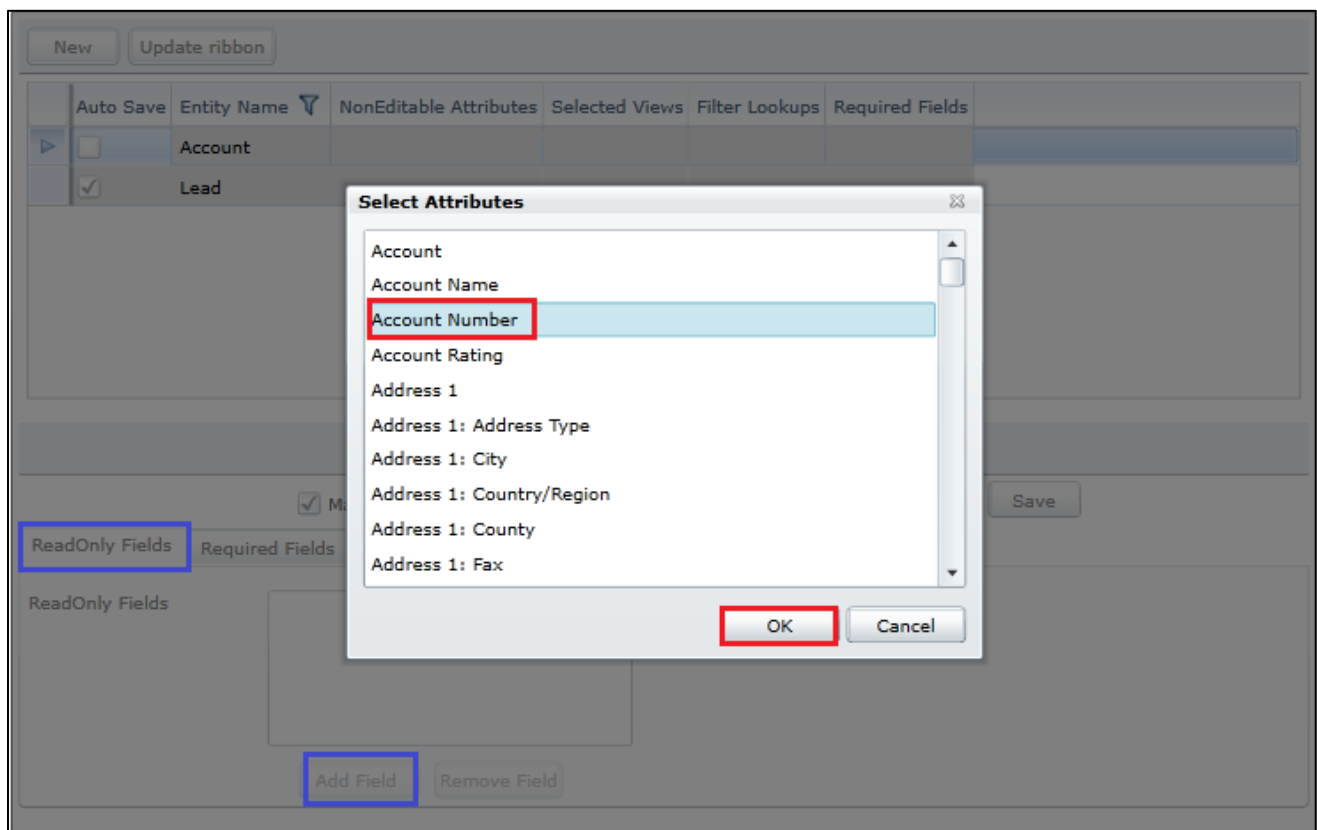 New Update ribbon
Auto Save Entity Name NonEditable Attributes Selected Views Filter Lookups Required Fields
Account
Lead
Select Attributes
Account
Account Name
Account Number
Account Rating
Address 1
Address 1: Address Type
Address 1: City
Address 1: Country/Region
Address 1: County
Address 1: Fax
OK Cancel
Save
ReadOnly Fields Required Fields
ReadOnly Fields
Add Field Remove Field